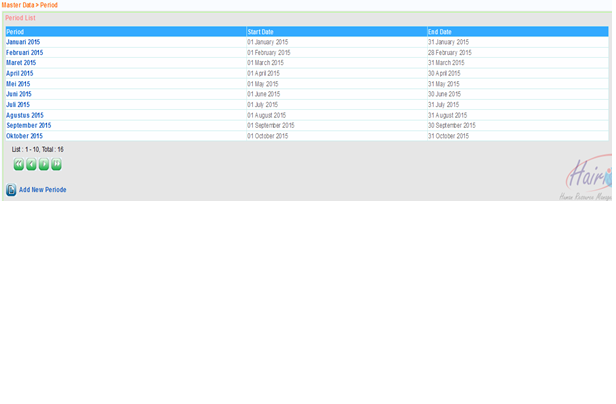 Master Data > Period
Period List
Period Start Date End Date
Januari 2015 01 January 2015 31 January 2015
Februari 2015 01 February 2015 28 February 2015
Maret 2015 01 March 2015 31 March 2015
April 2015 01 April 2015 30 April 2015
Mei 2015 01 May 2015 31 May 2015
Juni 2015 01 June 2015 30 June 2015
Juli 2015 01 July 2015 31 July 2015
Agustus 2015 01 August 2015 31 August 2015
September 2015 01 September 2015 30 September 2015
Oktober 2015 01 October 2015 31 October 2015
List : 1 - 10, Total : 16
Add New Periode
Hairi
Resource